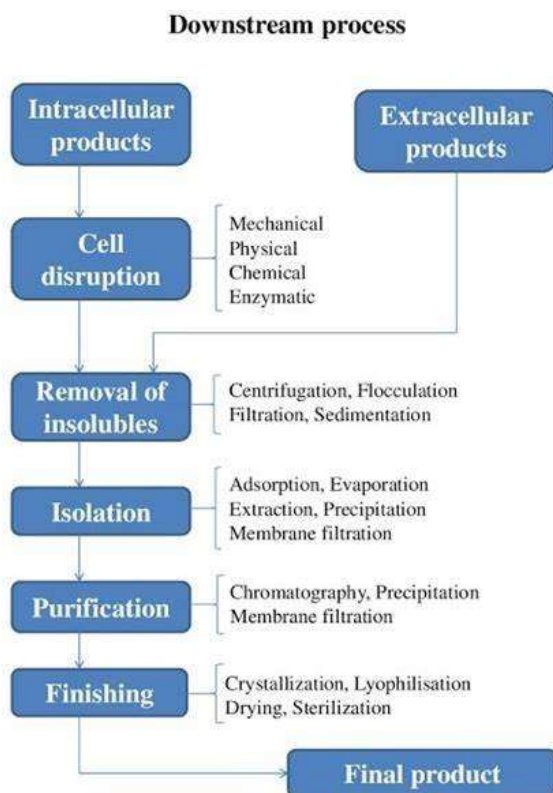 Downstream process
Intracellular
products
Extracellular
products
Cell
disruption
Mechanical
Physical
Chemical
Enzymatic
Removal of
insolubles
Centrifugation, Flocculation
Filtration, Sedimentation
Isolation
Adsorption, Evaporation
Extraction, Precipitation
Membrane filtration
Purification
Chromatography, Precipitation
Membrane filtration
Finishing
Crystallization, Lyophilisation
Drying, Sterilization
Final product